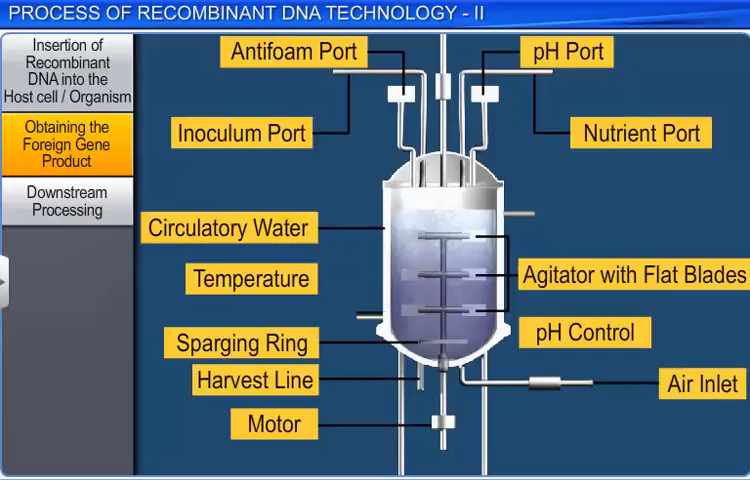 PROCESS OF RECOMBINANT DNA TECHNOLOGY - II
Insertion of
Recombinant
DNA into the
Host cell / Organism
Obtaining the
Foreign Gene
Product
Downstream
Processing
Antifoam Port
pH Port
Inoculum Port
Nutrient Port
Circulatory Water
Temperature
Agitator with Flat Blades
Sparging Ring
pH Control
Harvest Line
Air Inlet
Motor